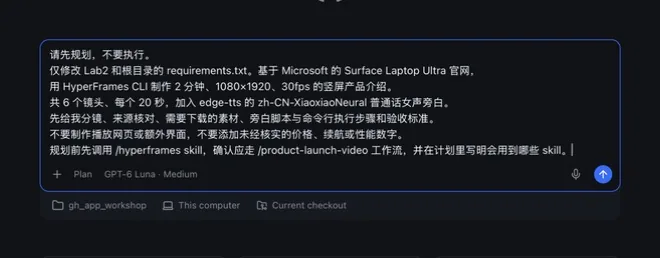 请先规划，不要执行。
仅修改 Lab2 和根目录的 requirements.txt。基于 Microsoft 的 Surface Laptop Ultra 官网，
用 HyperFrames CLI 制作 2 分钟、1080×1920、30fps 的竖屏产品介绍。
共 6 个镜头、每个 20 秒，加入 edge-tts 的 zh-CN-XiaoxiaoNeural 普通话女声旁白。
先给我分镜、来源核对、需要下载的素材、旁白脚本与命令行执行步骤和验收标准。
不要制作播放网页或额外界面，不要添加未经核实的价格、续航或性能数字。
规划前先调用 /hyperframes skill，确认应走 /product-launch-video 工作流，并在计划里写明会用到哪些 skill。
Plan GPT-6 Luna · Medium
gh_app_workshop This computer Current checkout